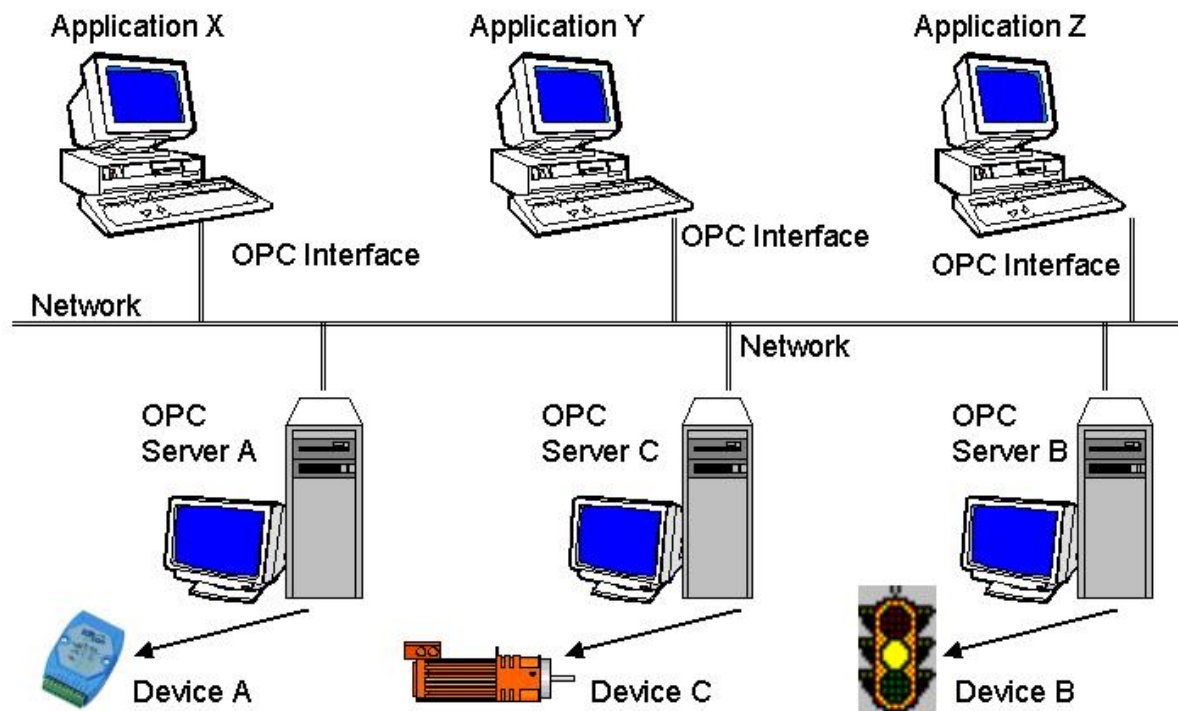 Application X
Application Y
Application Z
OPC Interface
OPC Interface
OPC Interface
Network
Network
OPC
Server A
OPC
Server C
OPC
Server B
Device A
Device C
Device B